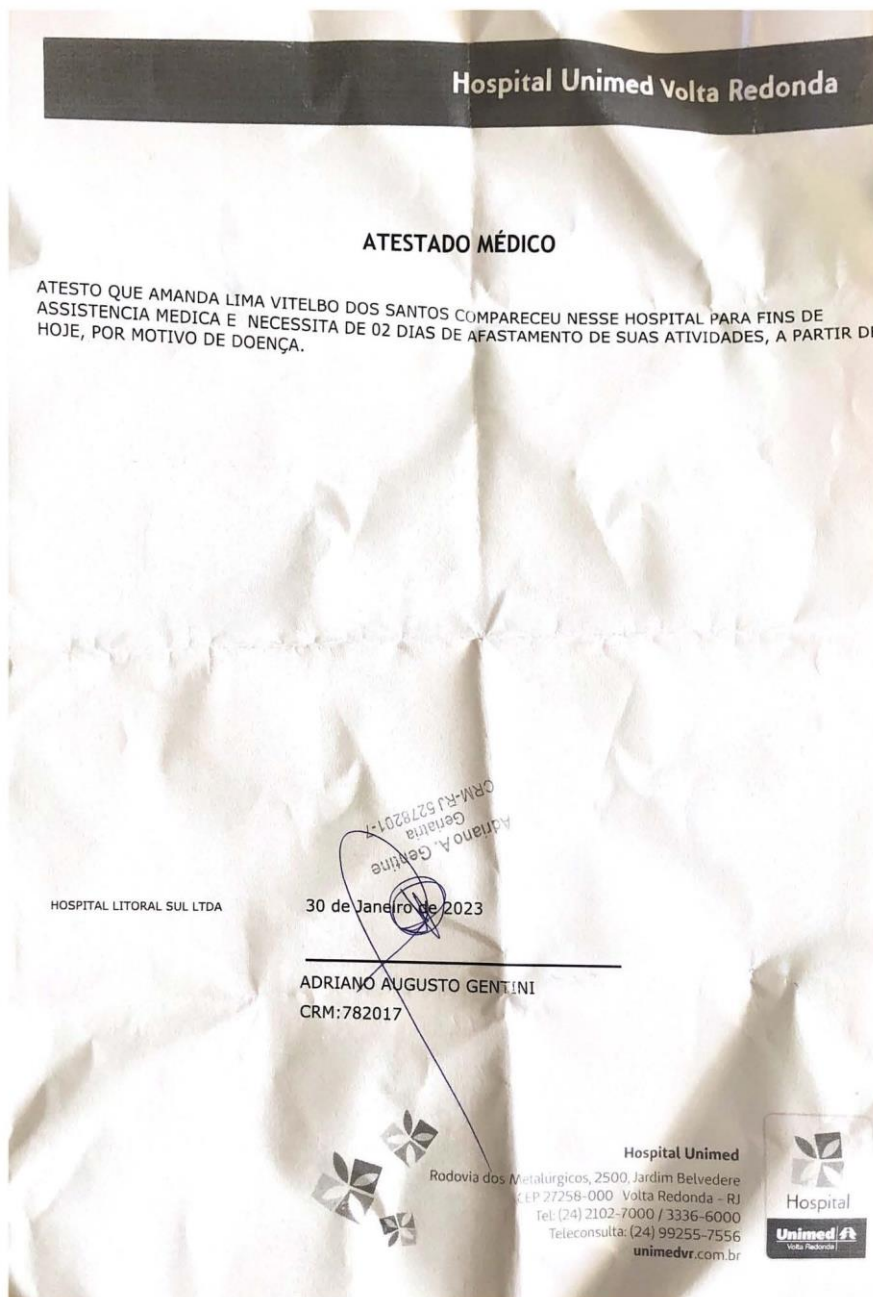 Hospital Unimed Volta Redonda
ATESTADO MÉDICO
ATESTO QUE AMANDA LIMA VITELBO DOS SANTOS COMPARECEU NESSE HOSPITAL PARA FINS DE
ASSISTENCIA MEDICA E NECESSITA DE 02 DIAS DE AFASTAMENTO DE SUAS ATIVIDADES, A PARTIR DE
HOJE, POR MOTIVO DE DOENÇA.
Adriano A. Gentine
Geriatria
CRM-RJ 5278201-7
HOSPITAL LITORAL SUL LTDA
30 de Janeiro de 2023
ADRIANO AUGUSTO GENTINI
CRM:782017
Hospital Unimed
Rodovia dos Metalurgicos, 2500, Jardim Belvedere
CEP 27258-000 Volta Redonda - RJ
Tel: (24) 2102-7000 / 3336-6000
Teleconsulta: (24) 99255-7556
unimedvr.com.br
Hospital
Unimed
Volta Redonda